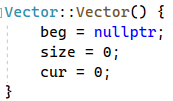 Vector::Vector() {
    beg = nullptr;
    size = 0;
    cur = 0;
}